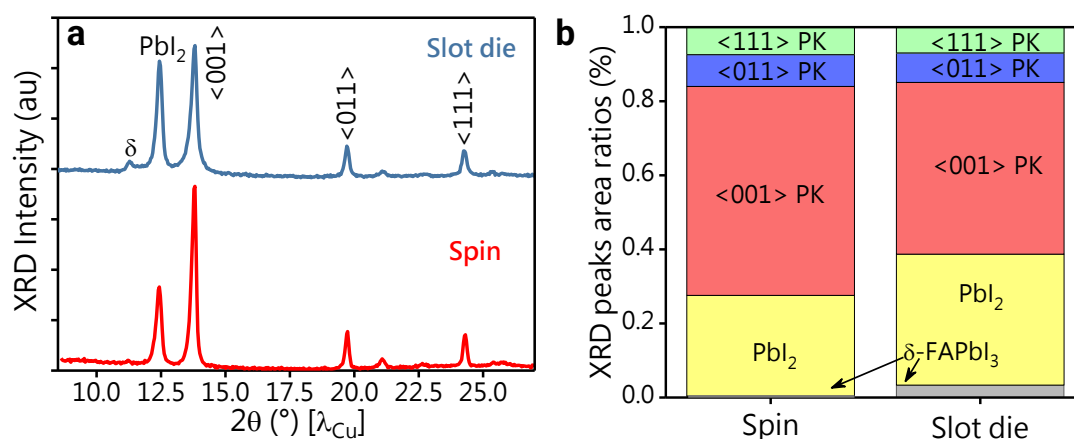 a
XRD Intensity (au)
Slot die
PbI₂
<001>
δ
<011>
<111>
Spin
10.0 12.5 15.0 17.5 20.0 22.5 25.0
2θ (°) [λCu]
b
XRD peaks area ratios (%)
1.0
0.8
0.6
0.4
0.2
0.0
<111> PK
<011> PK
<001> PK
PbI₂
<111> PK
<011> PK
<001> PK
PbI₂
δ-FAPbI₃
Spin Slot die